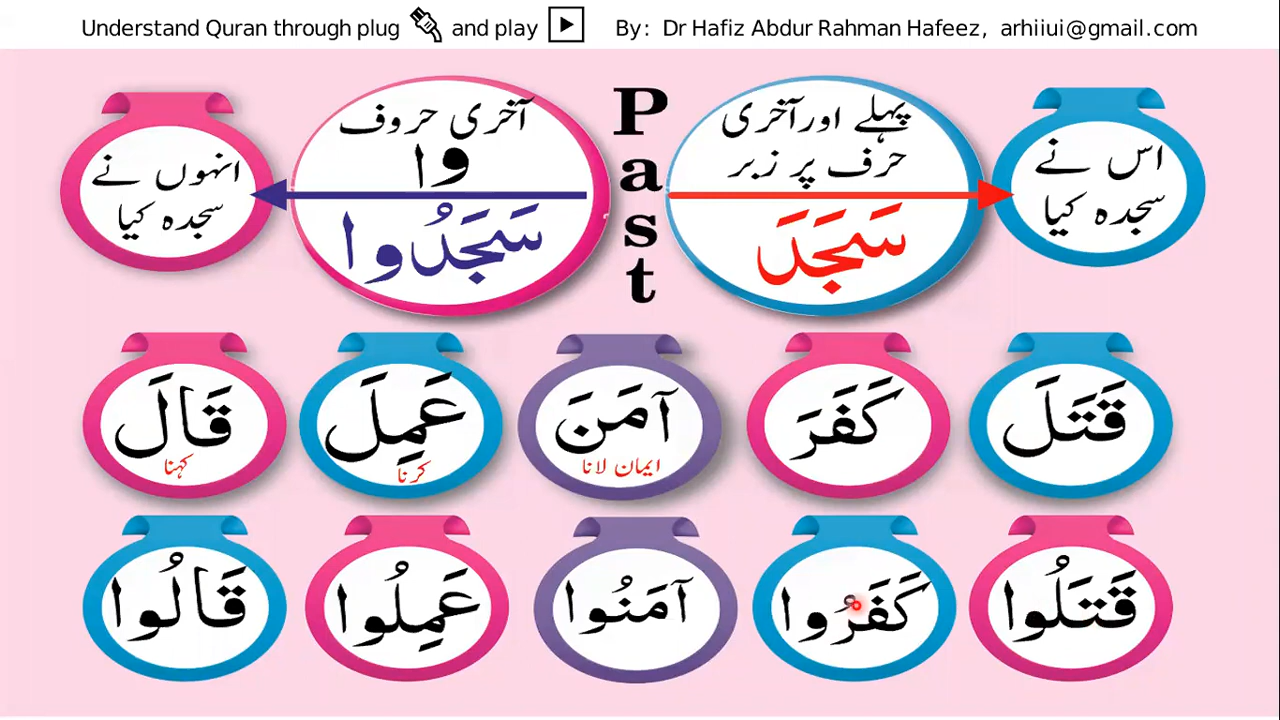 Understand Quran through plug and play By: Dr Hafiz Abdur Rahman Hafeez, arhiiui@gmail.com
اس نے
سجدہ کیا
پہلے اور آخری
حرف پر زبر
سَجَدَ
Past
آخری حروف
وا
سَجَدُوا
انہوں نے
سجدہ کیا
قَتَلَ
كَفَرَ
آمَنَ
ایمان لانا
عَمِلَ
کرنا
قَالَ
کہنا
قَتَلُوا
كَفَرُوا
آمَنُوا
عَمِلُوا
قَالُوا